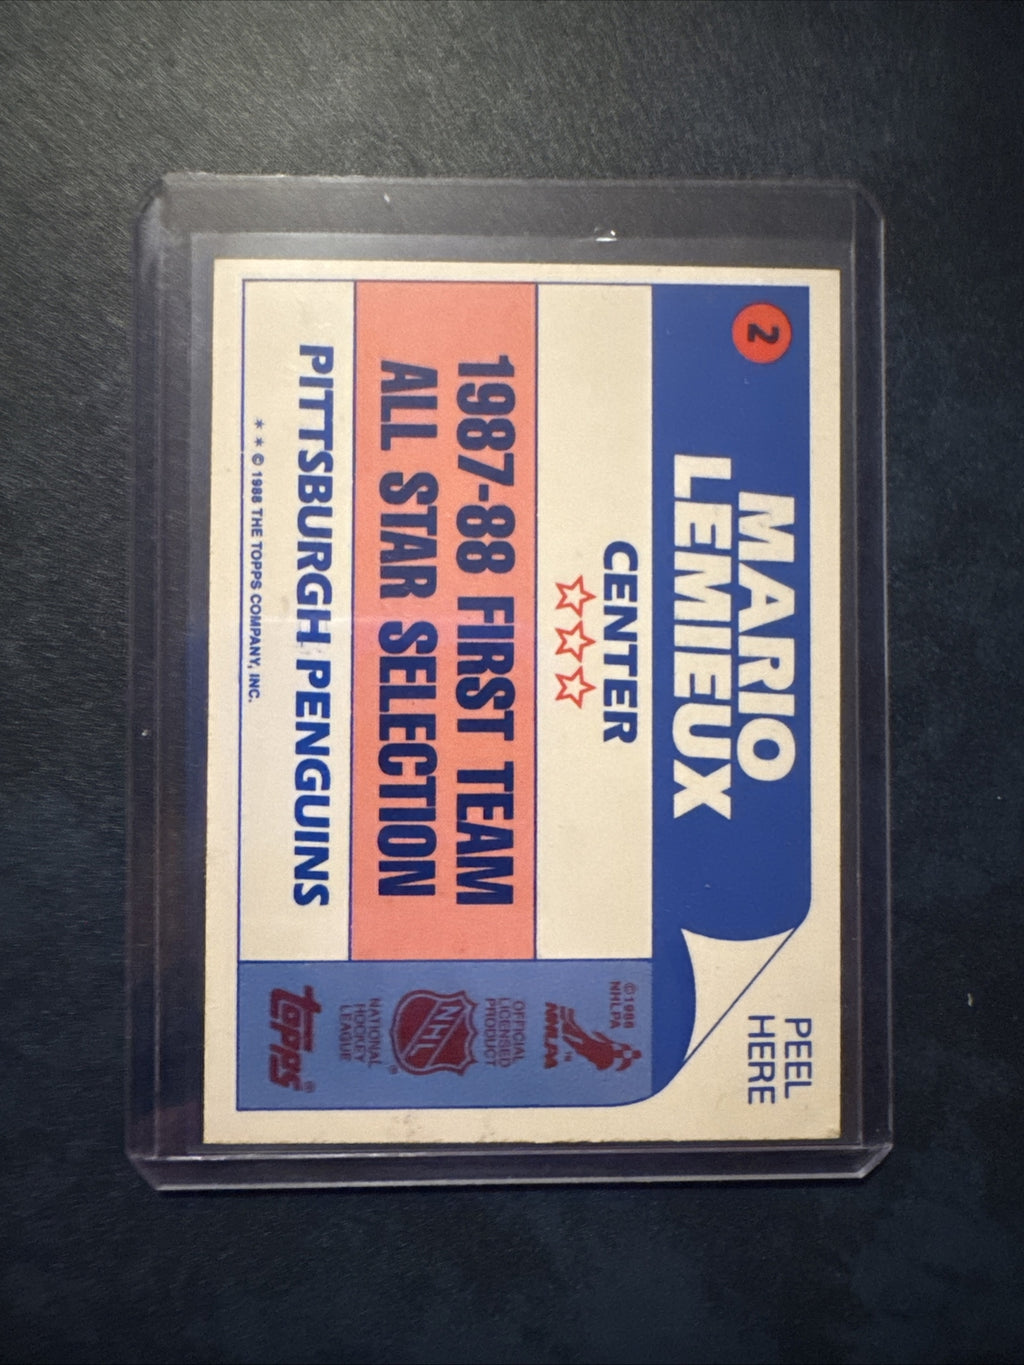 2
MARIO
LEMIEUX
PEEL
HERE
CENTER
1987-88 FIRST TEAM
ALL STAR SELECTION
PITTSBURGH PENGUINS
* * © 1988 THE TOPPS COMPANY, INC.
©1988
NHLPA
NHLPA
TM
OFFICIAL
LICENSED
PRODUCT
NHL
®
NATIONAL
HOCKEY
LEAGUE
topps®